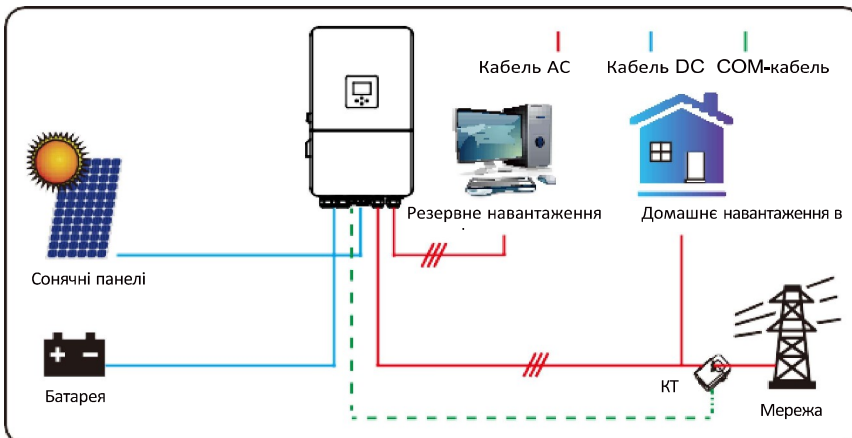 Кабель AC
Кабель DC
COM-кабель
Резервне навантаження
Домашнє навантаження в
Сонячні панелі
Батарея
КТ
Мережа